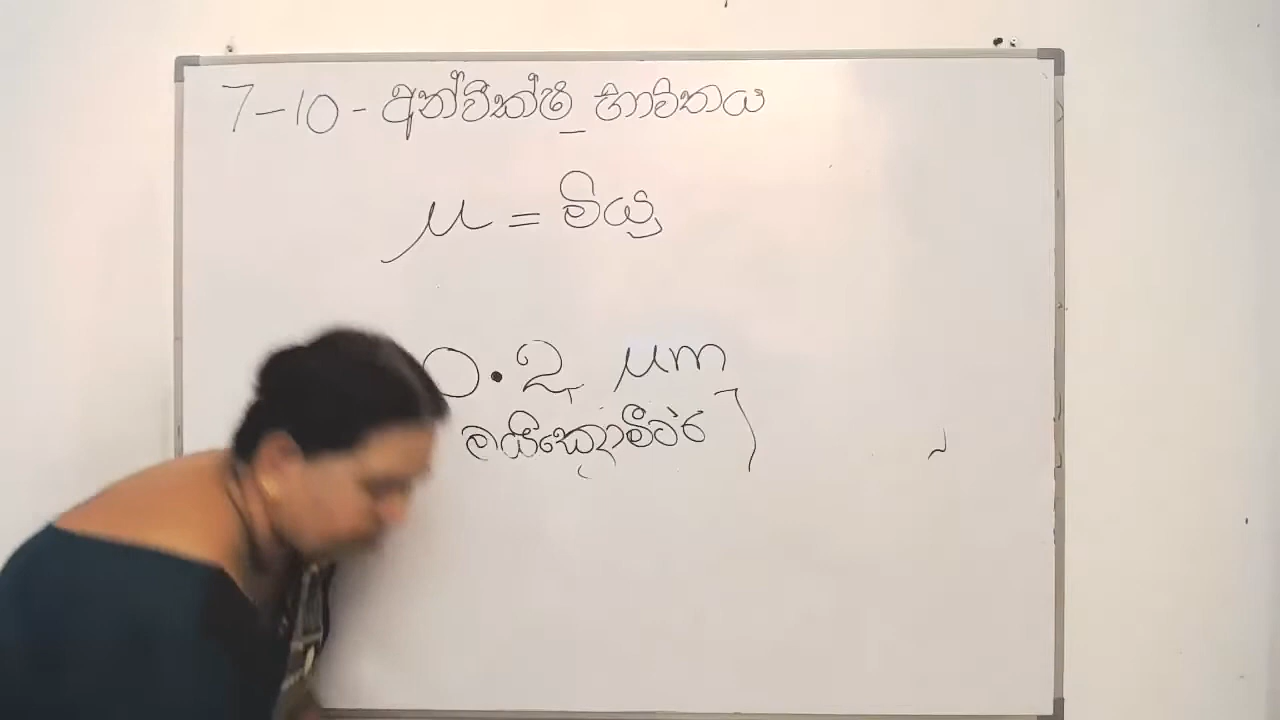 7-10 - අන්වීක්ෂී භාවිතය
μ = මියු
0.2 μm
මයික්‍රොමීටර